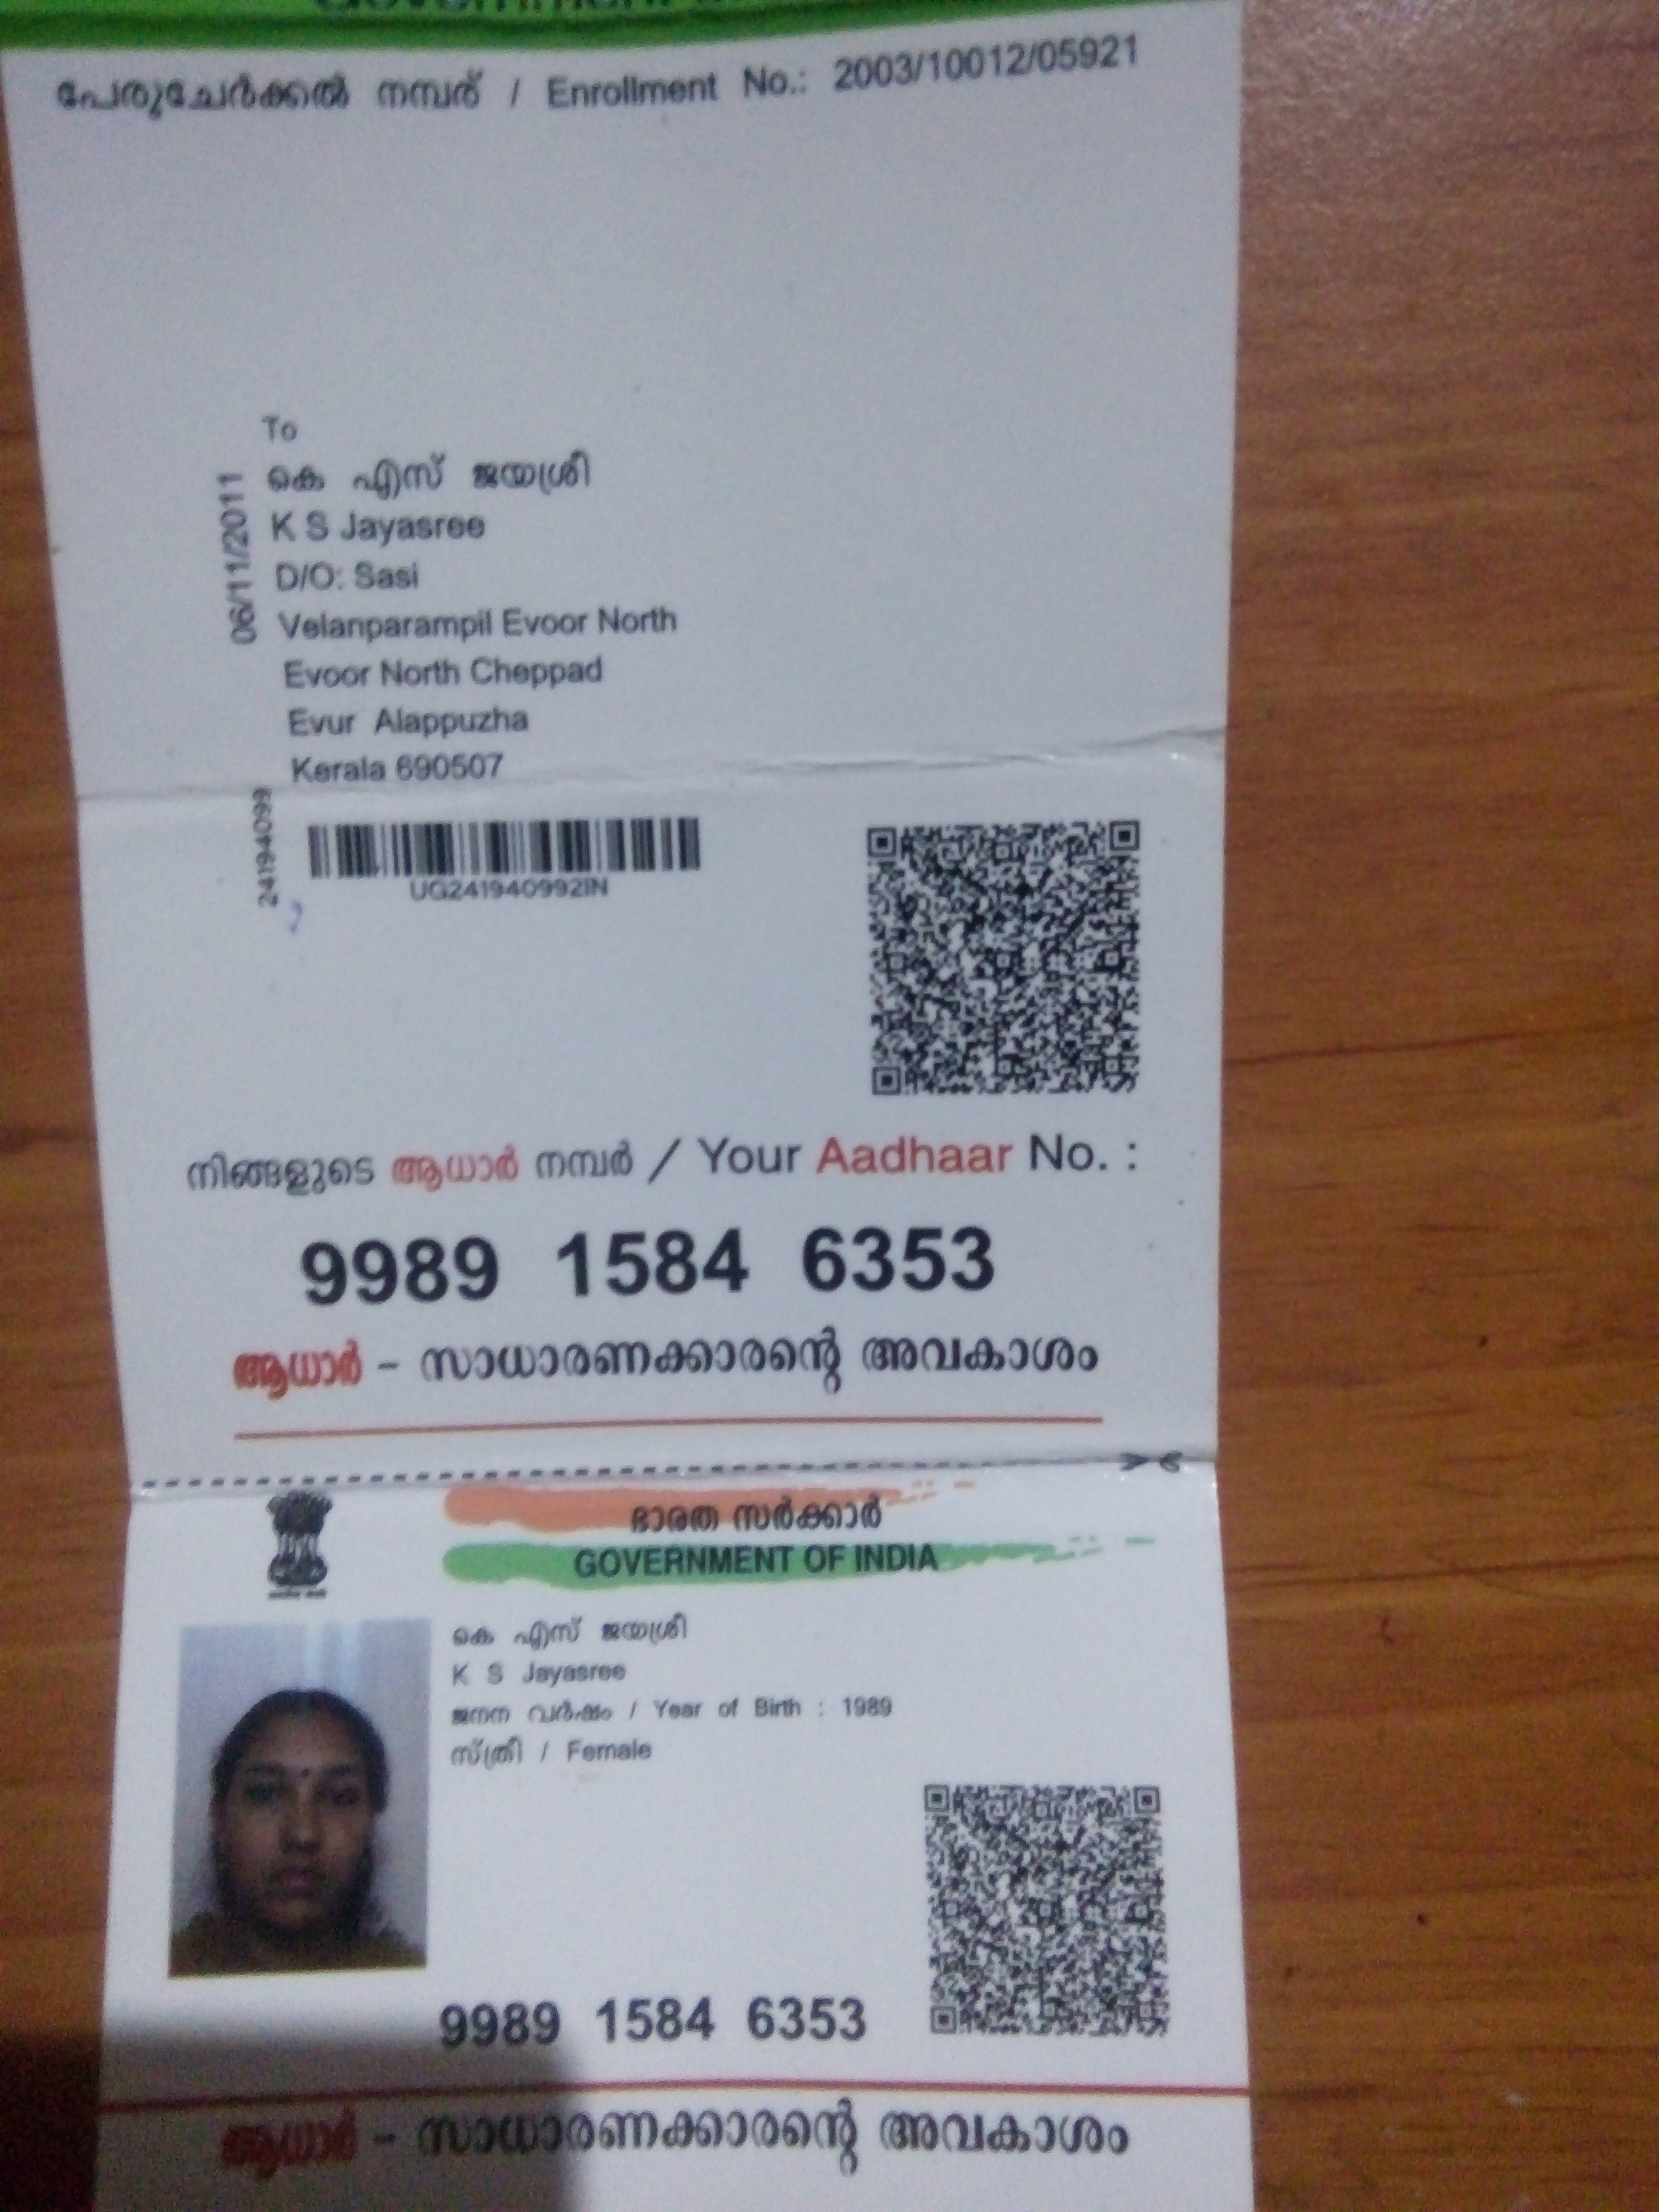 പേരുചേർക്കൽ നമ്പര് / Enrollment No.: 2003/10012/05921
To
കെ എസ് ജയശ്രീ
K S Jayasree
D/O: Sasi
Velanparampil Evoor North
Evoor North Cheppad
Evur Alappuzha
Kerala 690507
06/11/2011
24194099
UG241940992IN
നിങ്ങളുടെ ആധാർ നമ്പർ / Your Aadhaar No. :
9989 1584 6353
ആധാർ - സാധാരണക്കാരന്റെ അവകാശം
ഭാരത സർക്കാർ
GOVERNMENT OF INDIA
കെ എസ് ജയശ്രീ
K S Jayasree
ജനന വർഷം / Year of Birth : 1989
സ്ത്രീ / Female
9989 1584 6353
ആധാർ - സാധാരണക്കാരന്റെ അവകാശം